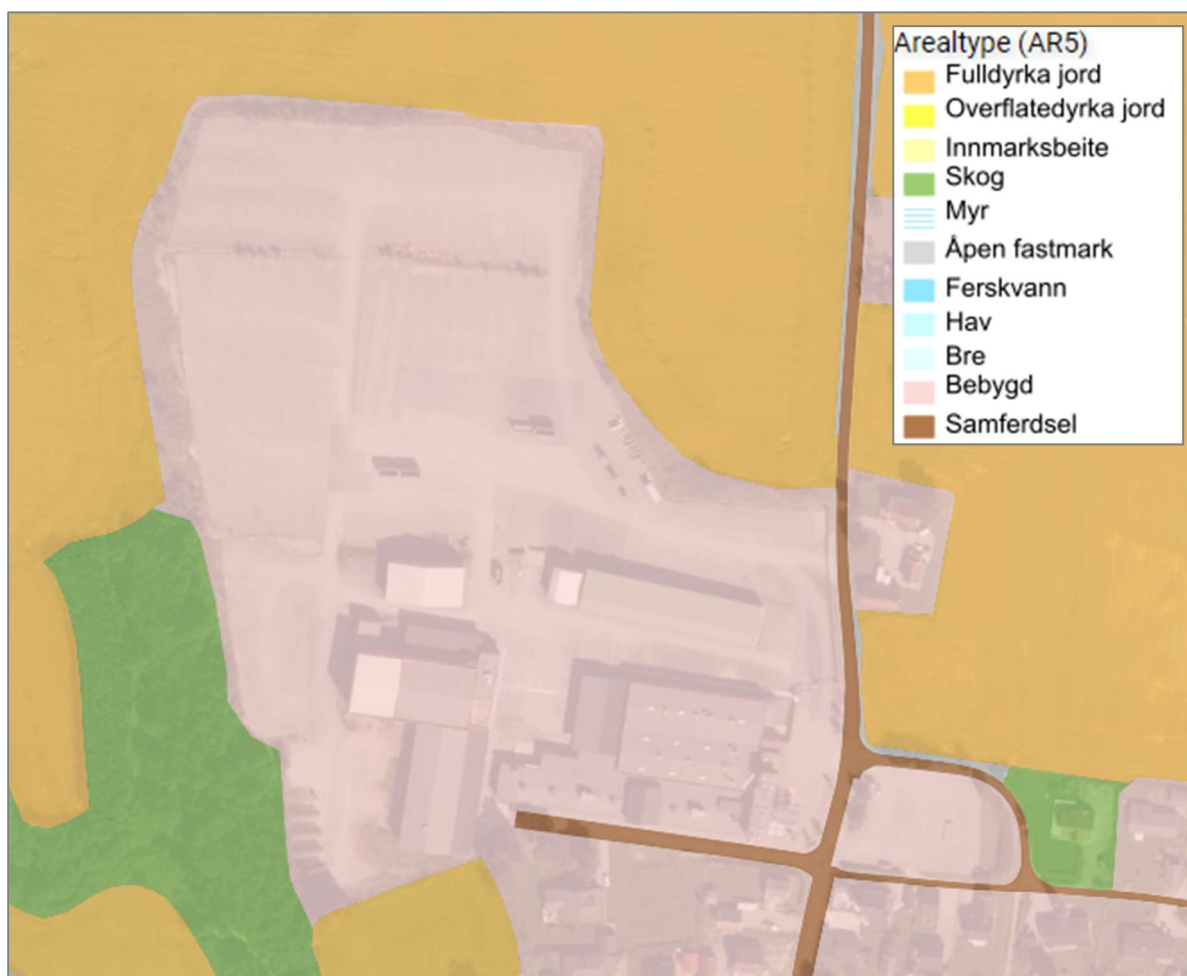 Arealtype (AR5)
Fulldyrka jord
Overflatedyrka jord
Innmarksbeite
Skog
Myr
Åpen fastmark
Ferskvann
Hav
Bre
Bebygd
Samferdsel